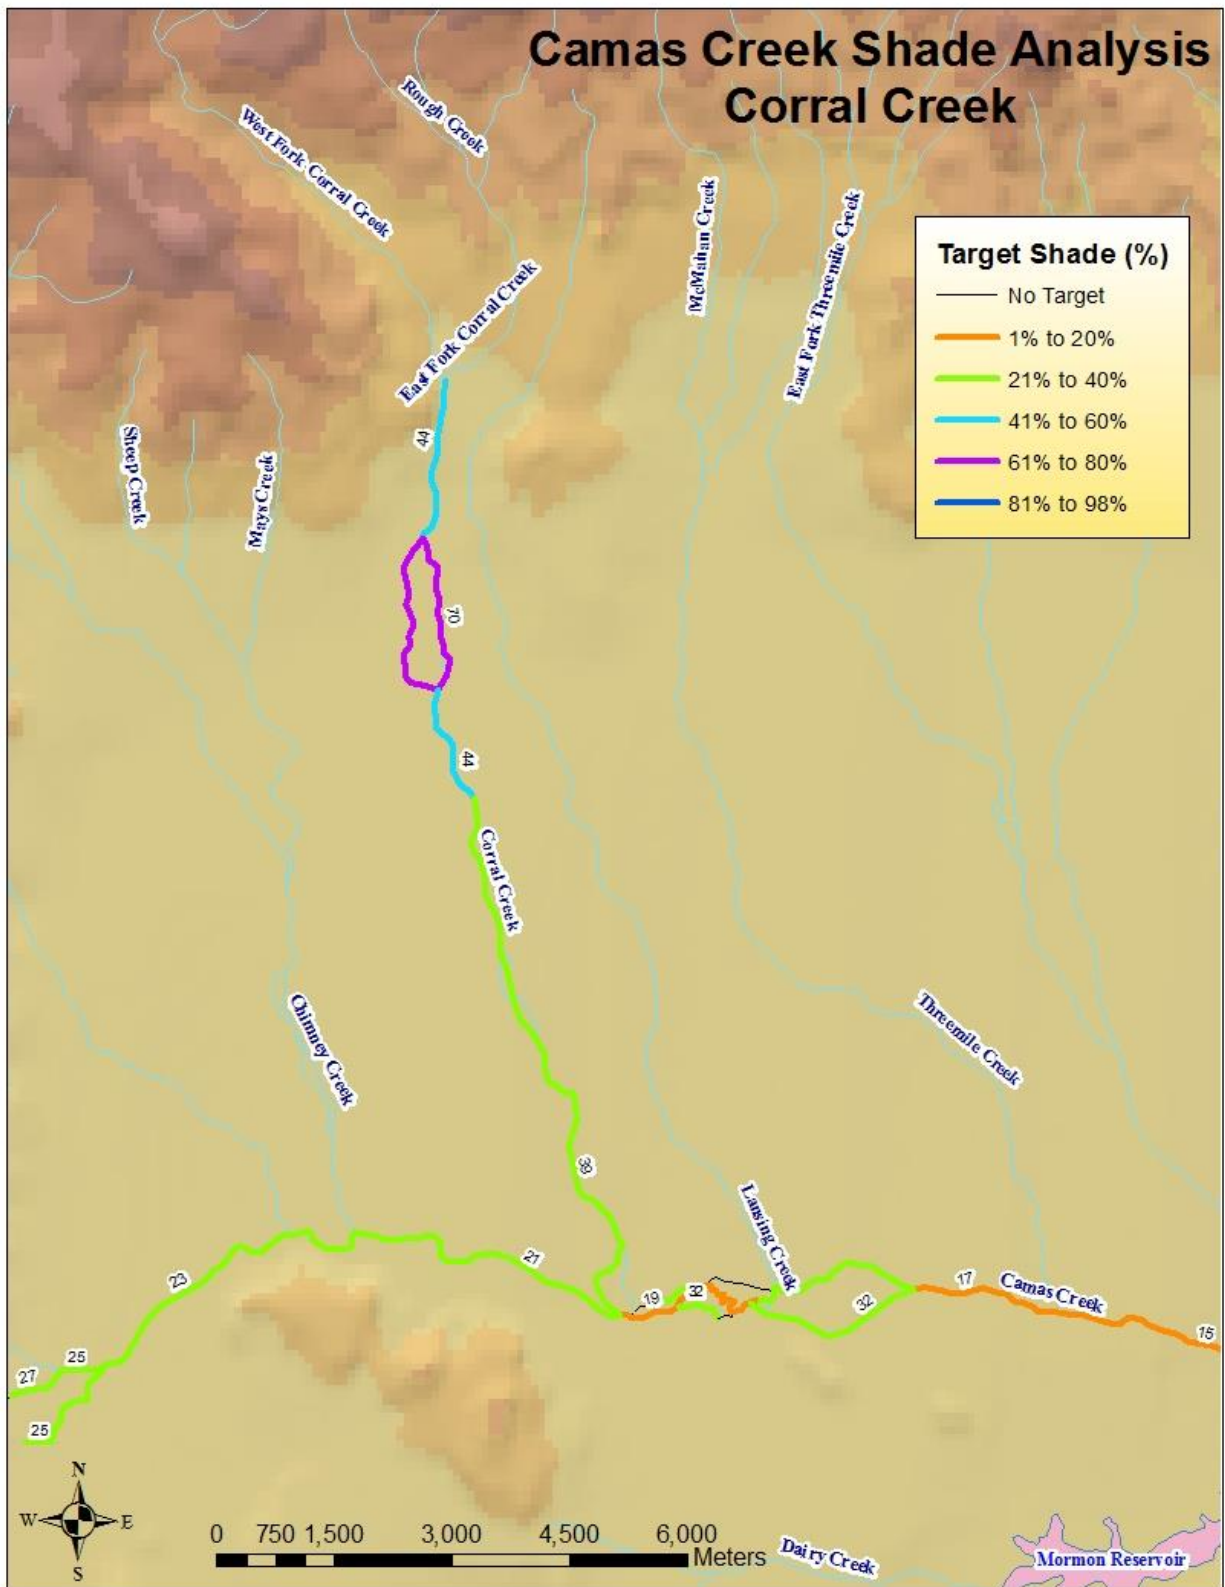 Camas Creek Shade Analysis
Corral Creek
Rough Creek
West Fork Corral Creek
McMahan Creek
East Fork Threemile Creek
East Fork Corral Creek
Target Shade (%)
No Target
1% to 20%
21% to 40%
41% to 60%
61% to 80%
81% to 98%
44
Sheep Creek
Mays Creek
70
44
Corral Creek
Chimney Creek
Threemile Creek
39
Lansing Creek
21
23
19
32
32
17
Camas Creek
15
25
27
25
N
W
E
S
0 750 1,500 3,000 4,500 6,000
Meters
Dairy Creek
Mormon Reservoir